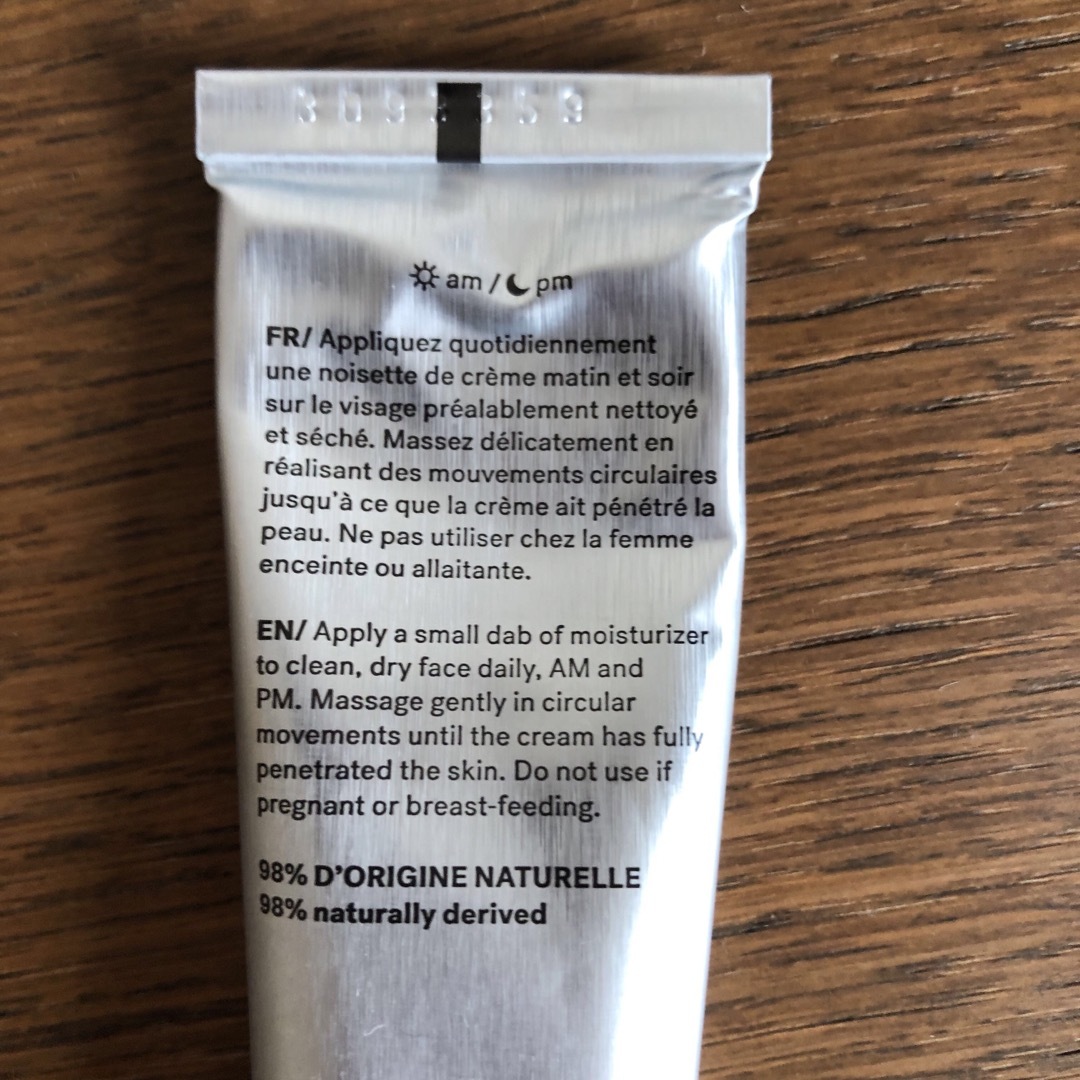 am / pm
FR/ Appliquez quotidiennement
une noisette de crème matin et soir
sur le visage préalablement nettoyé
et séché. Massez délicatement en
réalisant des mouvements circulaires
jusqu'à ce que la crème ait pénétré la
peau. Ne pas utiliser chez la femme
enceinte ou allaitante.
EN/ Apply a small dab of moisturizer
to clean, dry face daily, AM and
PM. Massage gently in circular
movements until the cream has fully
penetrated the skin. Do not use if
pregnant or breast-feeding.
98% D'ORIGINE NATURELLE
98% naturally derived